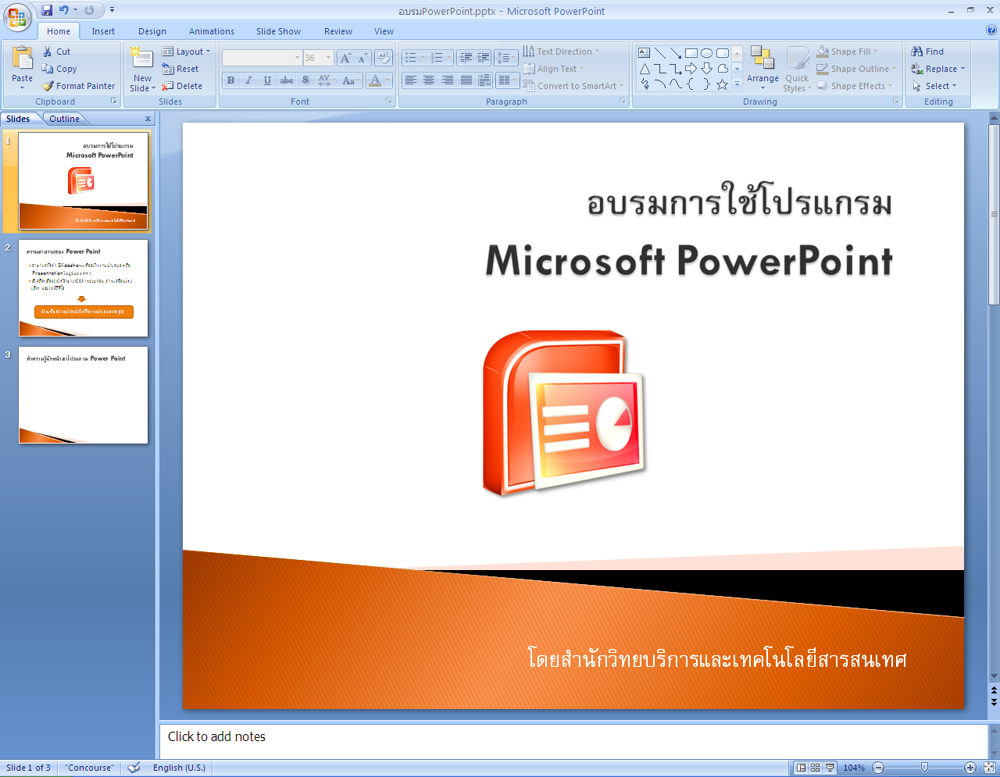 อบรมPowerPoint.pptx - Microsoft PowerPoint
Home Insert Design Animations Slide Show Review View
Paste
Cut
Copy
Format Painter
Clipboard
New Slide
Layout
Reset
Delete
Slides
36
Font
Text Direction
Align Text
Convert to SmartArt
Paragraph
Arrange
Quick Styles
Shape Fill
Shape Outline
Shape Effects
Drawing
Find
Replace
Select
Editing
Slides Outline x
1
อบรมการใช้โปรแกรม
Microsoft PowerPoint
2
ความสามารถของ Power Point
3
ทำความรู้จักหน้าตาโปรแกรม Power Point
อบรมการใช้โปรแกรม
Microsoft PowerPoint
โดยสำนักวิทยบริการและเทคโนโลยีสารสนเทศ
Click to add notes
Slide 1 of 3 "Concourse" English (U.S.) 104%